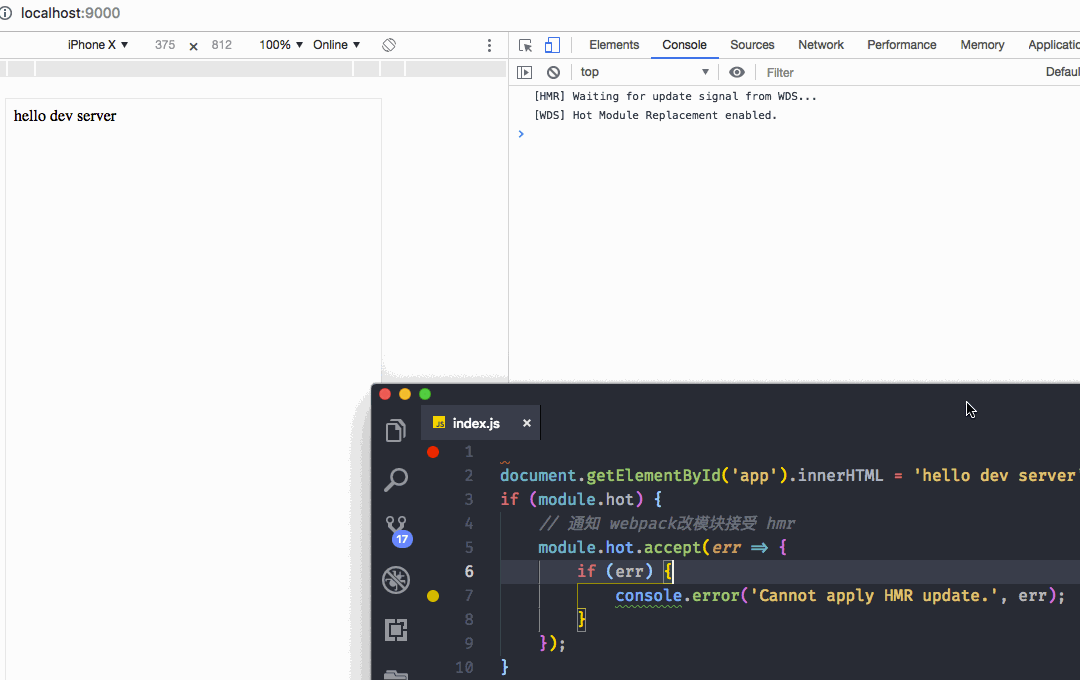 localhost:9000
iPhone X ▼ 375 × 812 100% ▼ Online ▼
Elements Console Sources Network Performance Memory
top ▼ Filter
hello dev server
[HMR] Waiting for update signal from WDS...
[WDS] Hot Module Replacement enabled.
index.js ×
17
1
2 document.getElementById('app').innerHTML = 'hello dev server'
3 if (module.hot) {
4 // 通知 webpack改模块接受 hmr
5 module.hot.accept(err => {
6 if (err) {
7 console.error('Cannot apply HMR update.', err);
8 }
9 });
10 }